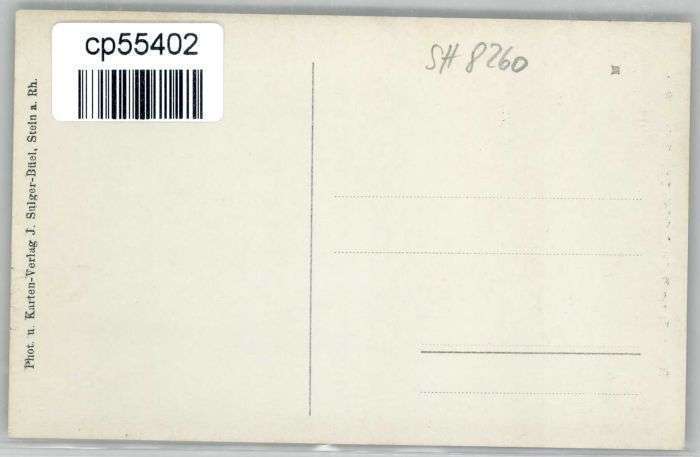 cp55402
SH 8260
Phot. u. Karten-Verlag J. Sulger-Büel, Stein a. Rh.